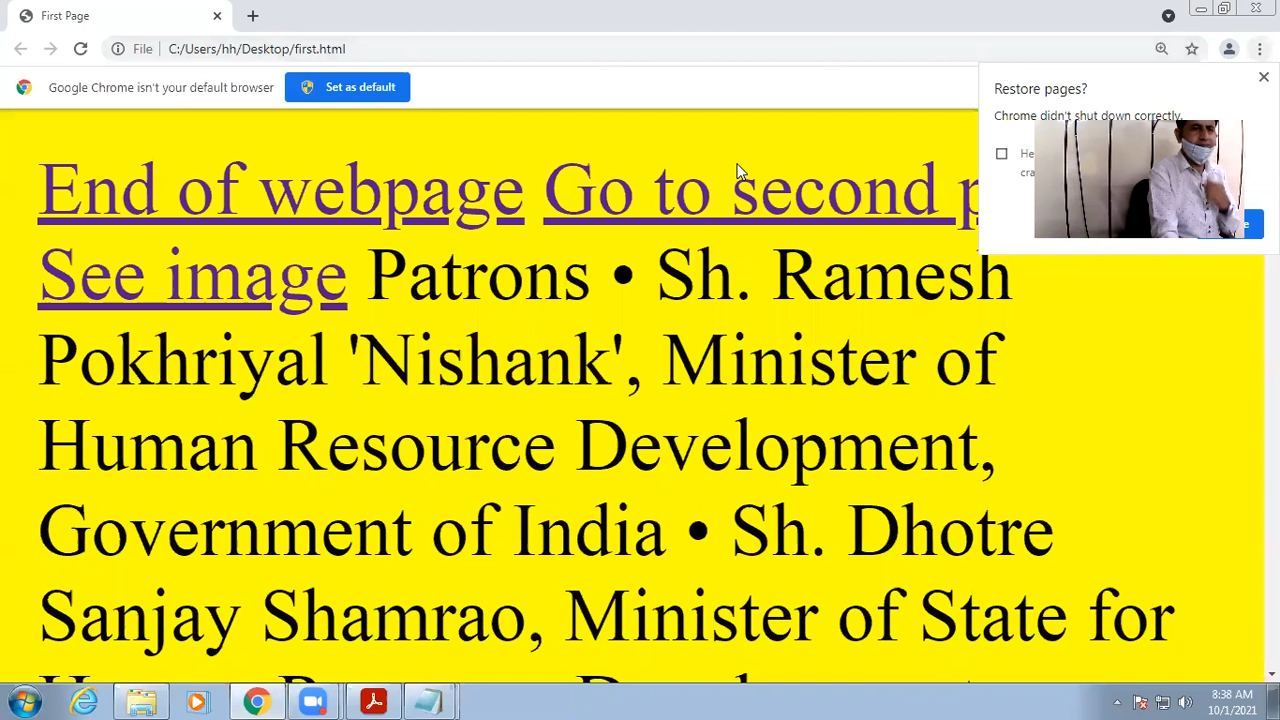 First Page
File
C:/Users/hh/Desktop/first.html
Google Chrome isn't your default browser
Set as default
Restore pages?
Chrome didn't shut down correctly.
End of webpage Go to second
See image Patrons • Sh. Ramesh
Pokhriyal 'Nishank', Minister of
Human Resource Development,
Government of India • Sh. Dhotre
Sanjay Shamrao, Minister of State for
8:38 AM
10/1/2021